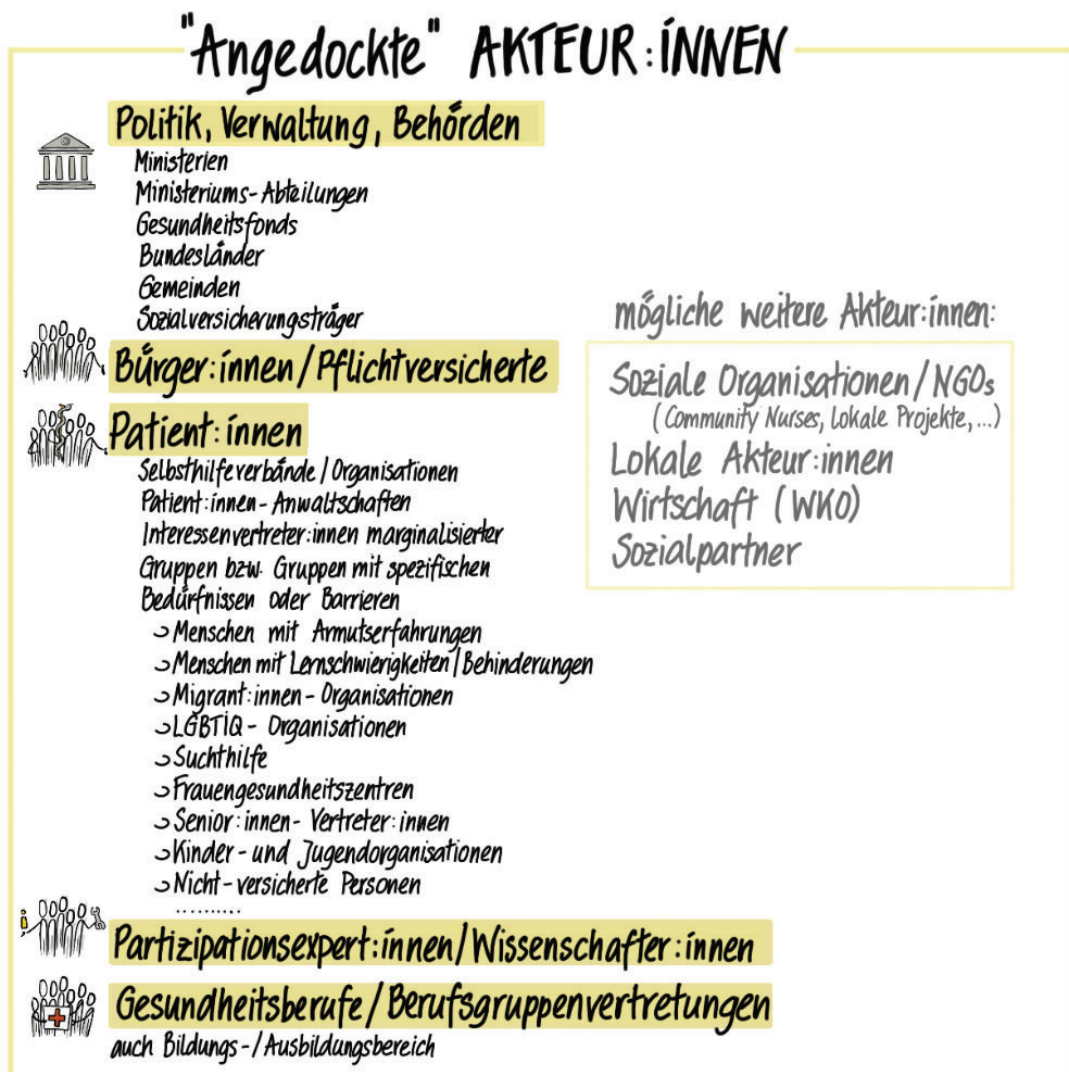 "Angedockte" AKTEUR:INNEN
Politik, Verwaltung, Behörden
Ministerien
Ministeriums-Abteilungen
Gesundheitsfonds
Bundesländer
Gemeinden
Sozialversicherungsträger
Bürger:innen/Pflichtversicherte
Patient:innen
Selbsthilfeverbände/Organisationen
Patient:innen-Anwaltschaften
Interessenvertreter:innen marginalisierter
Gruppen bzw. Gruppen mit spezifischen
Bedürfnissen oder Barrieren
Menschen mit Armutserfahrungen
Menschen mit Lernschwierigkeiten/Behinderungen
Migrant:innen-Organisationen
LGBTIQ-Organisationen
Suchthilfe
Frauengesundheitszentren
Senior:innen-Vertreter:innen
Kinder-und Jugendorganisationen
Nicht-versicherte Personen
..........
Partizipationsexpert:innen/Wissenschafter:innen
Gesundheitsberufe/Berufsgruppenvertretungen
auch Bildungs-/Ausbildungsbereich
mögliche weitere Akteur:innen:
Soziale Organisationen/NGOs
(Community Nurses, Lokale Projekte,...)
Lokale Akteur:innen
Wirtschaft (WKO)
Sozialpartner